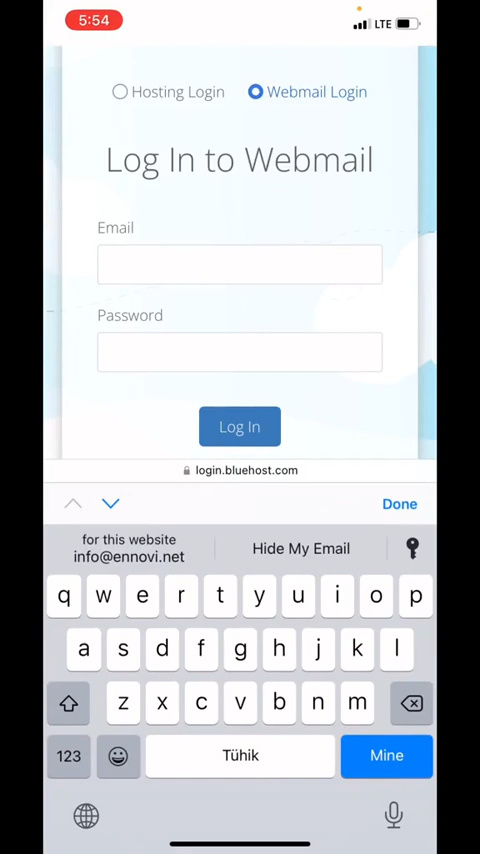 5:54
LTE
Hosting Login Webmail Login
Log In to Webmail
Email
Password
Log In
login.bluehost.com
Done
for this website
info@ennovi.net
Hide My Email
q w e r t y u i o p
a s d f g h j k l
z x c v b n m
123 Tühik Mine